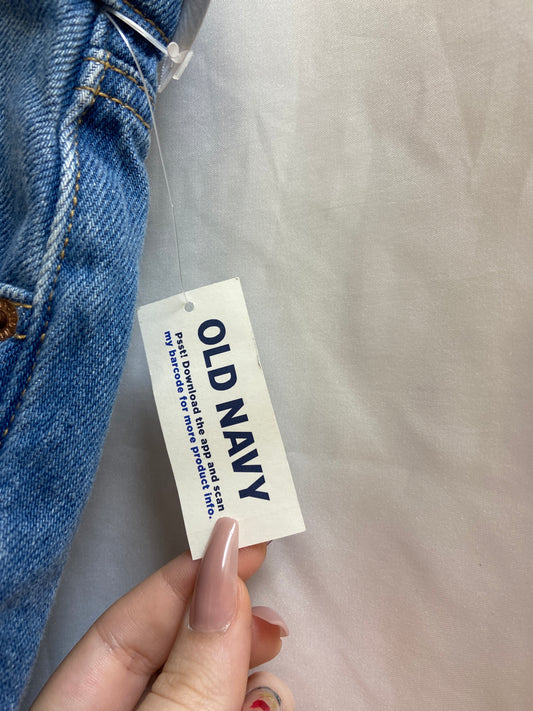 OLD NAVY
Psst! Download the app and scan
my barcode for more product info.